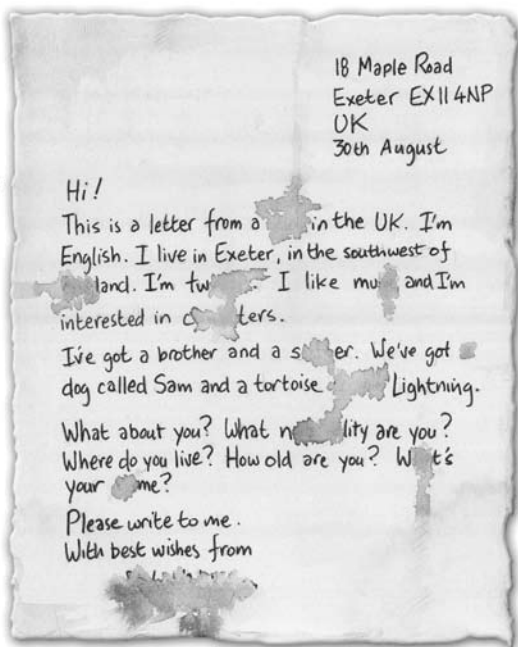 18 Maple Road
Exeter EX11 4NP
UK
30th August
Hi!
This is a letter from a in the UK. I'm
English. I live in Exeter, in the southwest of
I'm I like and I'm
interested in
I've got a brother and a We've got
dog called Sam and a tortoise Lightning.
What about you? What are you?
Where do you live? How old are you?
your
Please write to me.
With best wishes from